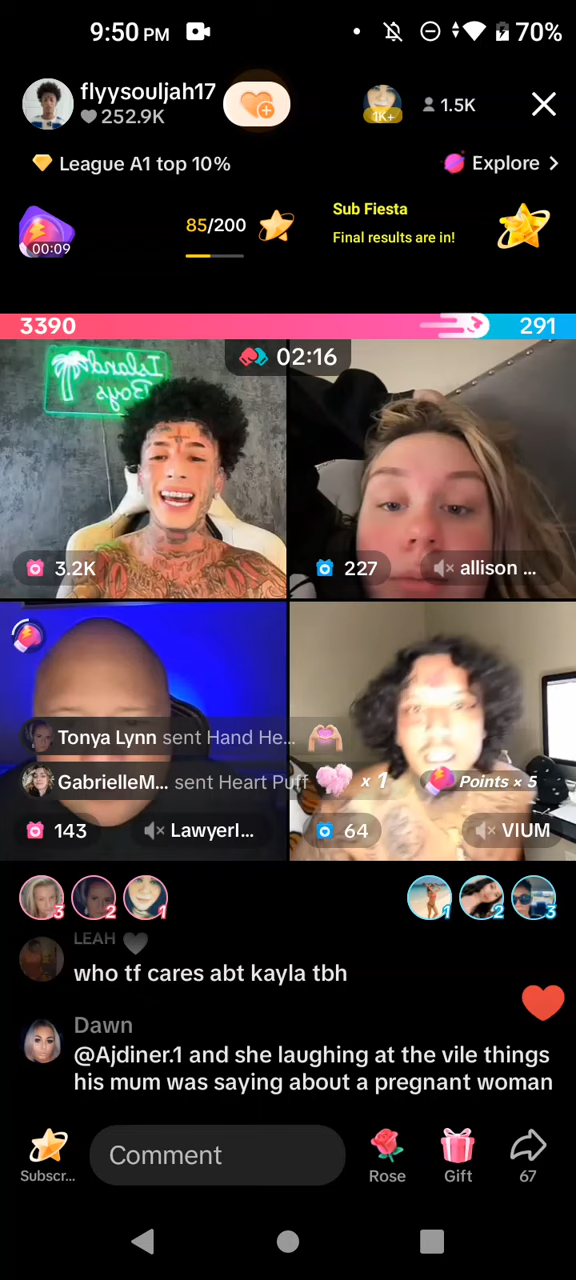 9:50 PM
70%
flyysouljah17
252.9K
1K+
1.5K
League A1 top 10%
Explore
00:09
85/200
Sub Fiesta
Final results are in!
3390
291
02:16
Island
Boys
3.2K
227
allison ...
Tonya Lynn sent Hand He...
GabrielleM... sent Heart Puff x 1
Points × 5
143
LawyerI...
64
VIUM
3
2
1
1
2
3
LEAH
who tf cares abt kayla tbh
Dawn
@Ajdiner.1 and she laughing at the vile things
his mum was saying about a pregnant woman
Subscr...
Comment
Rose
Gift
67